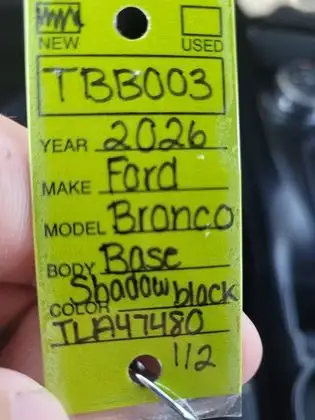 NEW USED
TBB003
YEAR 2026
MAKE Ford
MODEL Bronco
BODY Base
COLOR Shadow black
TLA47480
1/2